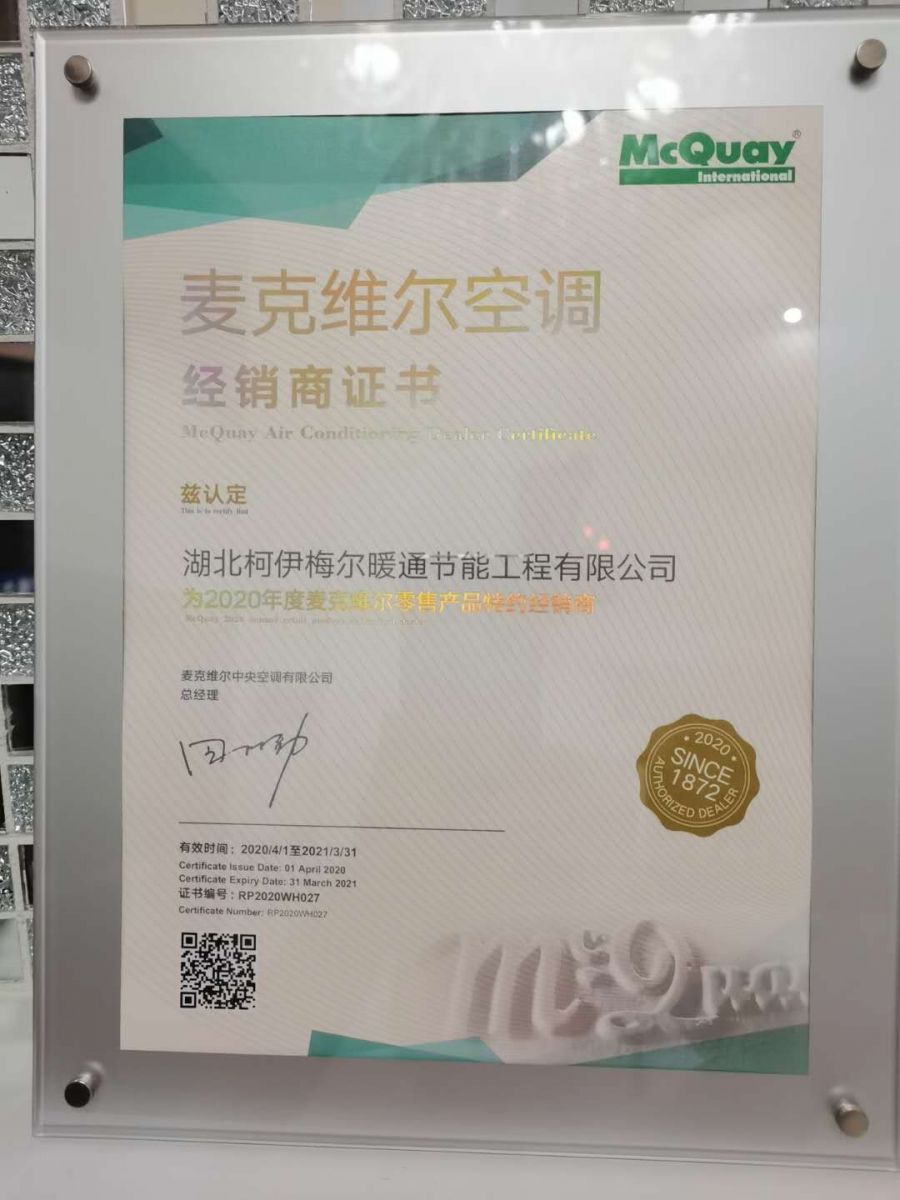 McQuay®
International
麦克维尔空调
经销商证书
McQuay Air Conditioning Dealer Certificate
兹认定
This is to certify that
湖北柯伊梅尔暖通节能工程有限公司
为2020年度麦克维尔零售产品特约经销商
McQuay 2020 annual retail product
麦克维尔中央空调有限公司
总经理
2020
SINCE
1872
AUTHORIZED DEALER
有效时间：2020/4/1至2021/3/31
Certificate Issue Date: 01 April 2020
Certificate Expiry Date: 31 March 2021
证书编号：RP2020WH027
Certificate Number: RP2020WH027